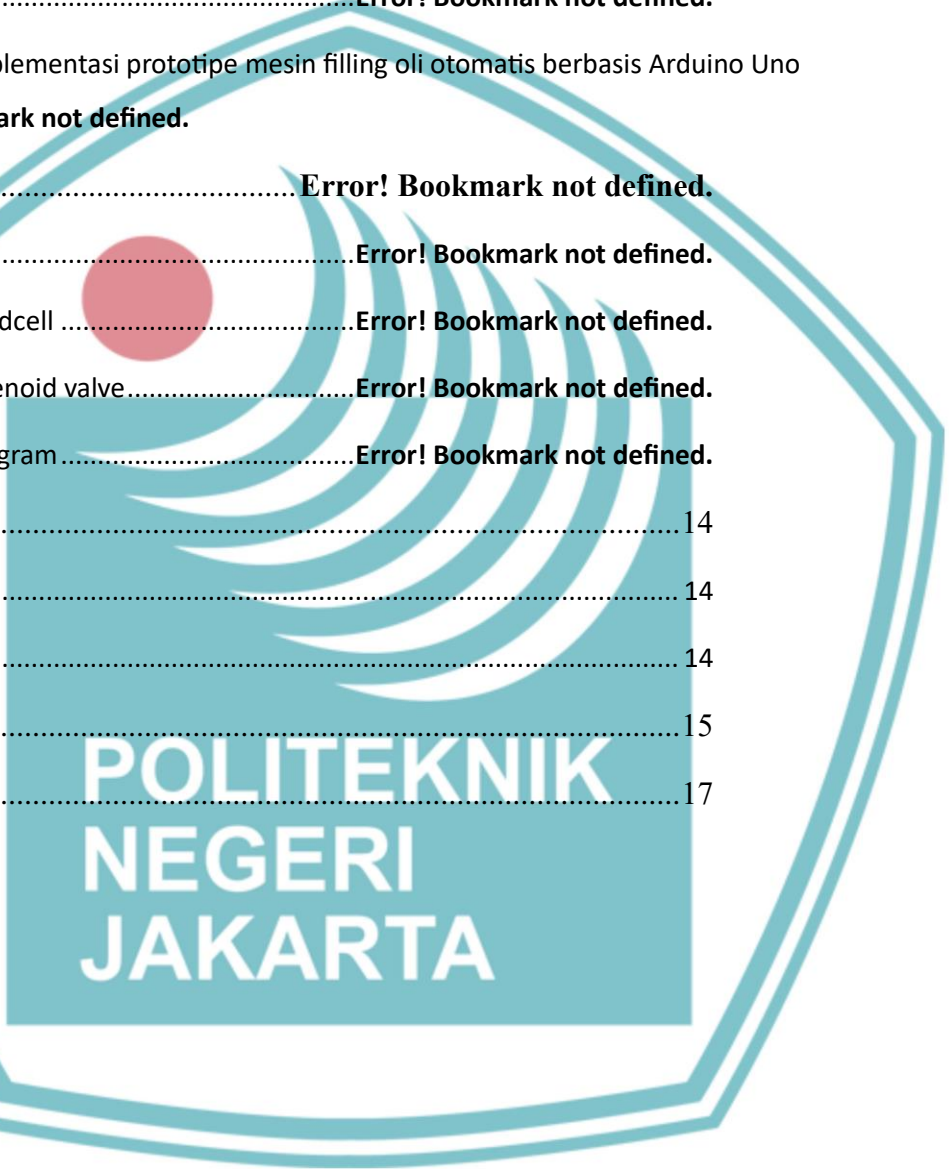 ........Error! Bookmark not defined.
plementasi prototipe mesin filling oli otomatis berbasis Arduino Uno
ark not defined.
........Error! Bookmark not defined.
........Error! Bookmark not defined.
dcell ........Error! Bookmark not defined.
enoid valve........Error! Bookmark not defined.
gram ........Error! Bookmark not defined.
........14
........ 14
........ 14
........15
........17
POLITEKNIK
NEGERI
JAKARTA